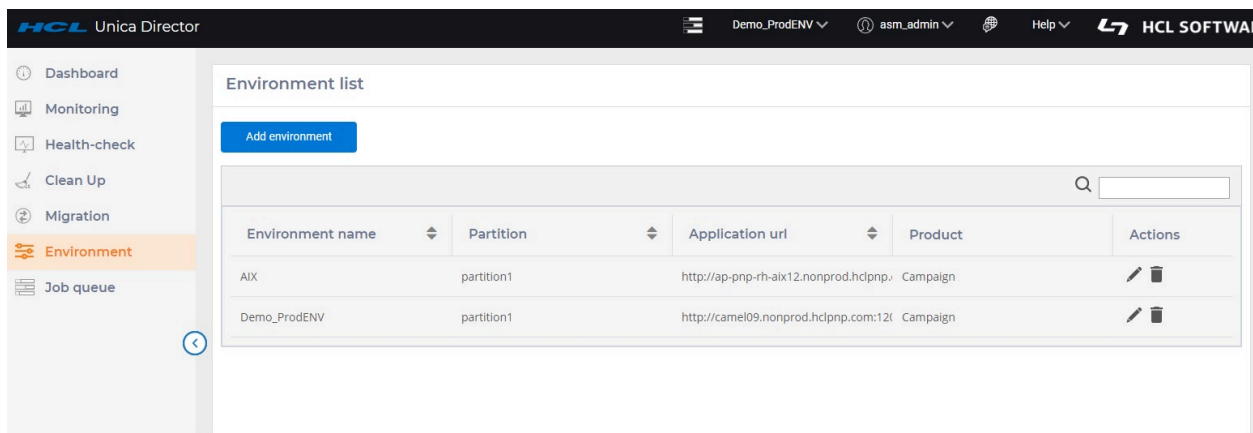 HCL Unica Director
Demo_ProdENV
asm_admin
Help
HCL SOFTWA
Dashboard
Monitoring
Health-check
Clean Up
Migration
Environment
Job queue
Environment list
Add environment
Environment name Partition Application url Product Actions
AIX partition1 http://ap-pnp-rh-aix12.nonprod.hclpnp. Campaign
Demo_ProdENV partition1 http://camel09.nonprod.hclpnp.com:120 Campaign